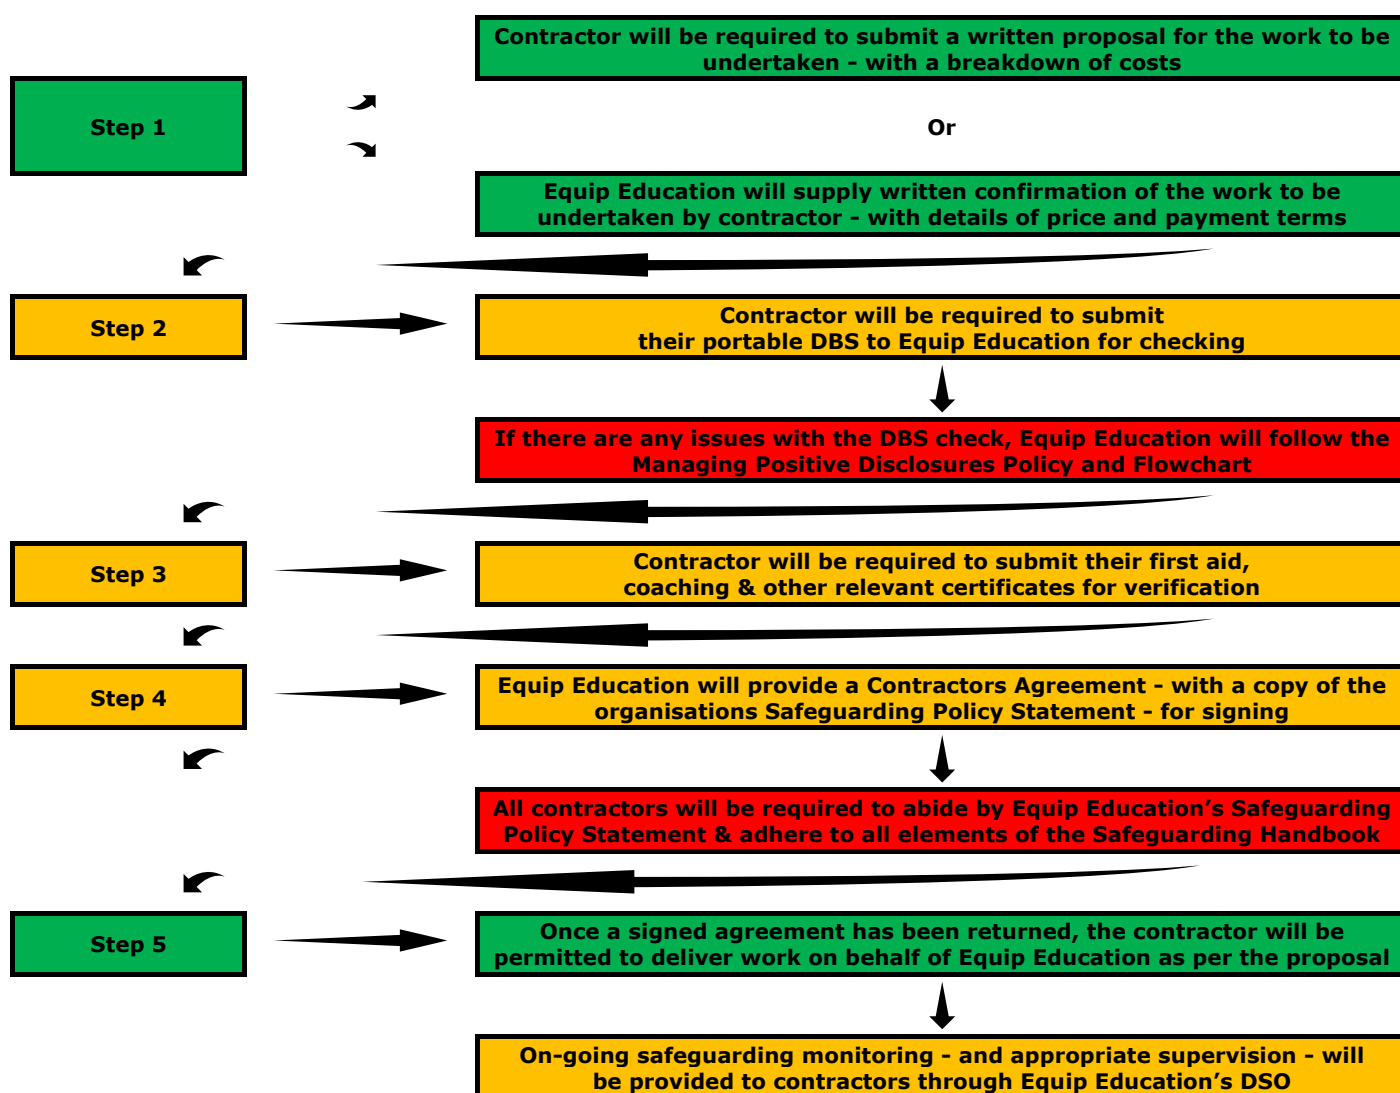 Contractor will be required to submit a written proposal for the work to be
undertaken - with a breakdown of costs
Step 1
Or
Equip Education will supply written confirmation of the work to be
undertaken by contractor - with details of price and payment terms
Step 2
Contractor will be required to submit
their portable DBS to Equip Education for checking
If there are any issues with the DBS check, Equip Education will follow the
Managing Positive Disclosures Policy and Flowchart
Step 3
Contractor will be required to submit their first aid,
coaching & other relevant certificates for verification
Step 4
Equip Education will provide a Contractors Agreement - with a copy of the
organisations Safeguarding Policy Statement - for signing
All contractors will be required to abide by Equip Education’s Safeguarding
Policy Statement & adhere to all elements of the Safeguarding Handbook
Step 5
Once a signed agreement has been returned, the contractor will be
permitted to deliver work on behalf of Equip Education as per the proposal
On-going safeguarding monitoring - and appropriate supervision - will
be provided to contractors through Equip Education’s DSO